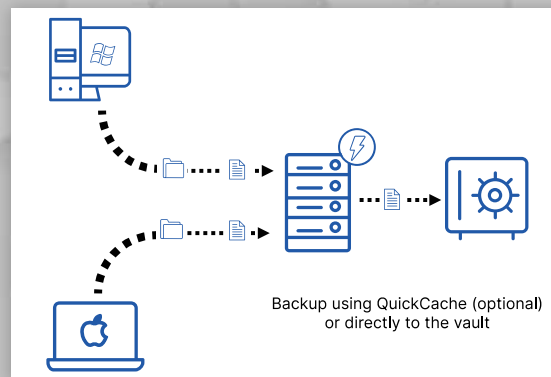 Backup using QuickCache (optional)
or directly to the vault